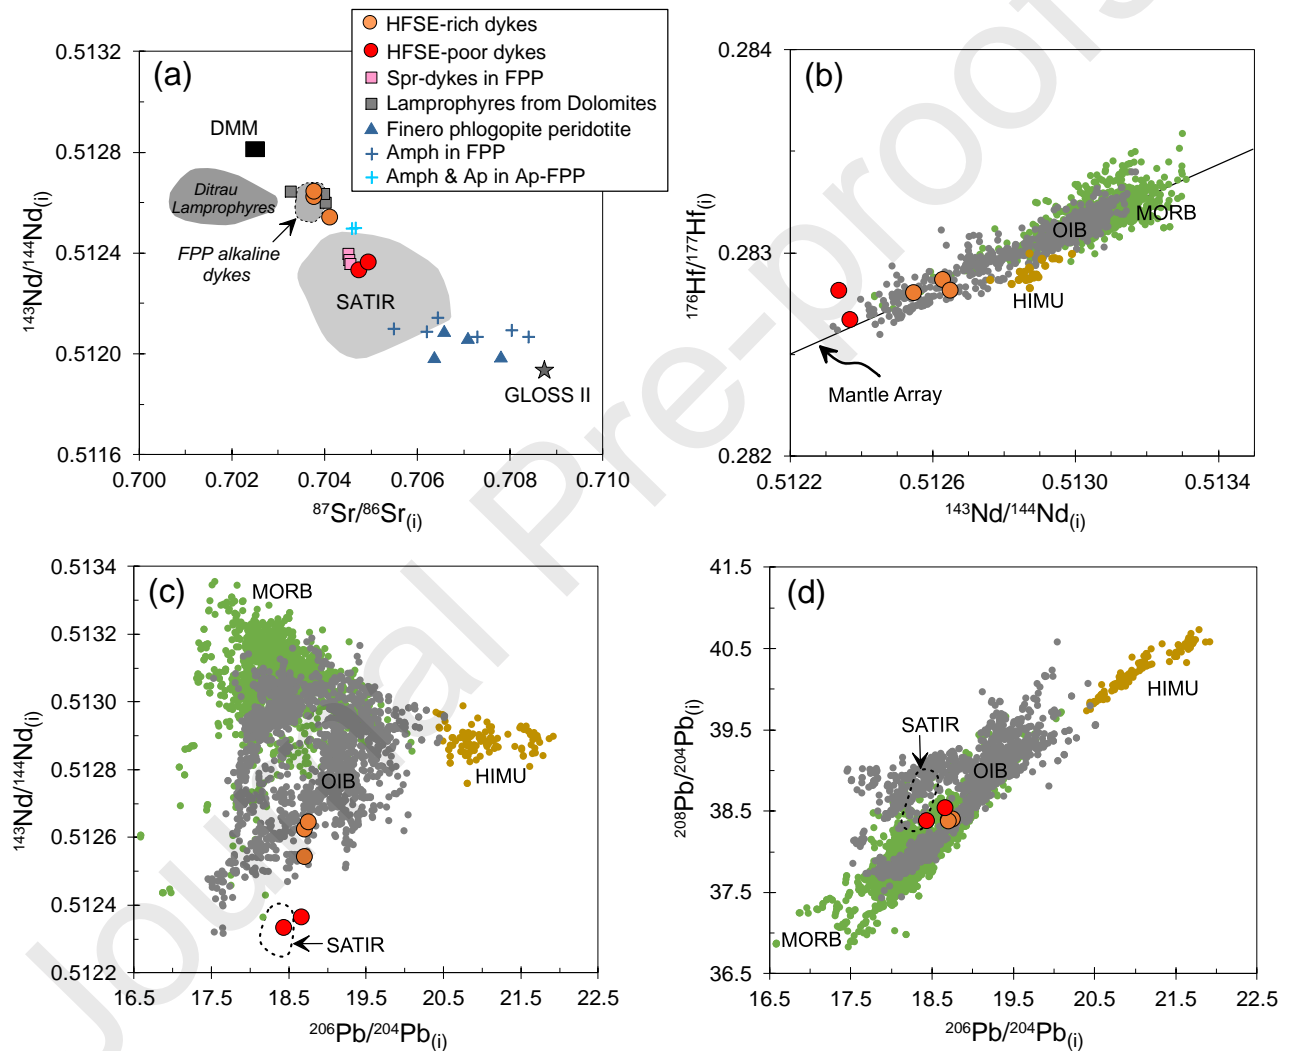 HFSE-rich dykes
HFSE-poor dykes
Spr-dykes in FPP
Lamprophyres from Dolomites
Finero phlogopite peridotite
Amph in FPP
Amph & Ap in Ap-FPP
(a)
0.5132
0.5128
0.5124
0.5120
0.5116
143Nd/144Nd(i)
DMM
Ditrau
Lamprophyres
FPP alkaline
dykes
SATIR
GLOSS II
0.700
0.702
0.704
0.706
0.708
0.710
87Sr/86Sr(i)
(b)
0.284
0.283
0.282
176Hf/177Hf(i)
MORB
OIB
HIMU
Mantle Array
0.5122
0.5126
0.5130
0.5134
143Nd/144Nd(i)
(c)
0.5134
0.5132
0.5130
0.5128
0.5126
0.5124
0.5122
143Nd/144Nd(i)
MORB
OIB
HIMU
SATIR
16.5
17.5
18.5
19.5
20.5
21.5
22.5
206Pb/204Pb(i)
(d)
41.5
40.5
39.5
38.5
37.5
36.5
208Pb/204Pb(i)
SATIR
HIMU
OIB
MORB
16.5
17.5
18.5
19.5
20.5
21.5
22.5
206Pb/204Pb(i)
Journal Pre-proofs